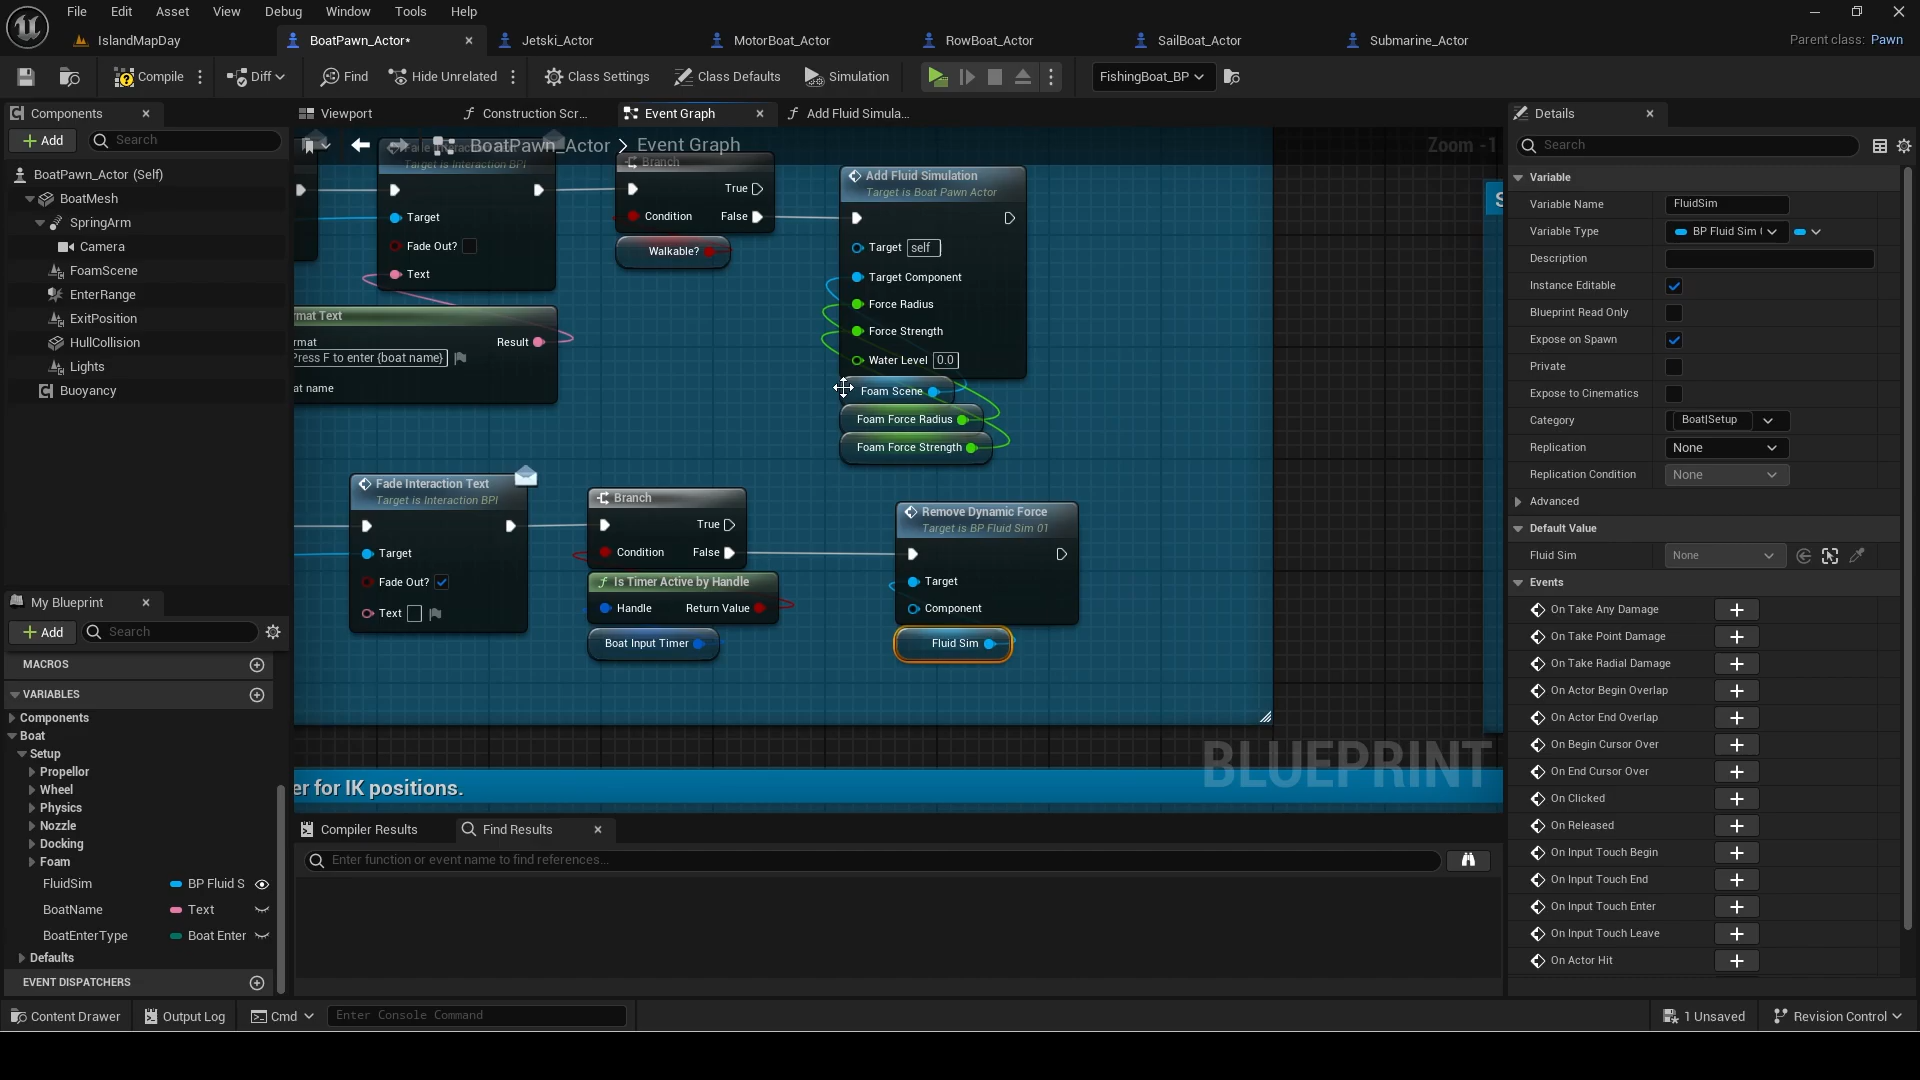 File Edit Asset View Debug Window Tools Help
IslandMapDay BoatPawn_Actor* Jetski_Actor MotorBoat_Actor RowBoat_Actor SailBoat_Actor Submarine_Actor Parent class: Pawn
Compile Diff Find Hide Unrelated Class Settings Class Defaults Simulation FishingBoat_BP
Components
Add Search
BoatPawn_Actor (Self)
BoatMesh
SpringArm
Camera
FoamScene
EnterRange
ExitPosition
HullCollision
Lights
Buoyancy
My Blueprint
Add Search
MACROS
VARIABLES
Components
Boat
Setup
Propellor
Wheel
Physics
Nozzle
Docking
Foam
FluidSim BP Fluid S
BoatName Text
BoatEnterType Boat Enter
Defaults
EVENT DISPATCHERS
Viewport Construction Scr... Event Graph Add Fluid Simula...
BoatPawn_Actor > Event Graph Zoom -1
Target is Interaction BPI
Target
Fade Out?
Text
Branch
True
Condition False
Walkable?
Add Fluid Simulation
Target is Boat Pawn Actor
Target self
Target Component
Force Radius
Force Strength
Water Level 0.0
Foam Scene
Foam Force Radius
Foam Force Strength
rmat Text
rmat Result
Press F to enter {boat name}
at name
Fade Interaction Text
Target is Interaction BPI
Target
Fade Out?
Text
Branch
True
Condition False
Is Timer Active by Handle
Handle Return Value
Boat Input Timer
Remove Dynamic Force
Target is BP Fluid Sim 01
Target
Component
Fluid Sim
S
BLUEPRINT
er for IK positions.
Compiler Results Find Results
Enter function or event name to find references...
Details
Search
Variable
Variable Name FluidSim
Variable Type BP Fluid Sim (
Description
Instance Editable
Blueprint Read Only
Expose on Spawn
Private
Expose to Cinematics
Category Boat|Setup
Replication None
Replication Condition None
Advanced
Default Value
Fluid Sim None
Events
On Take Any Damage
On Take Point Damage
On Take Radial Damage
On Actor Begin Overlap
On Actor End Overlap
On Begin Cursor Over
On End Cursor Over
On Clicked
On Released
On Input Touch Begin
On Input Touch End
On Input Touch Enter
On Input Touch Leave
On Actor Hit
Content Drawer Output Log Cmd Enter Console Command 1 Unsaved Revision Control